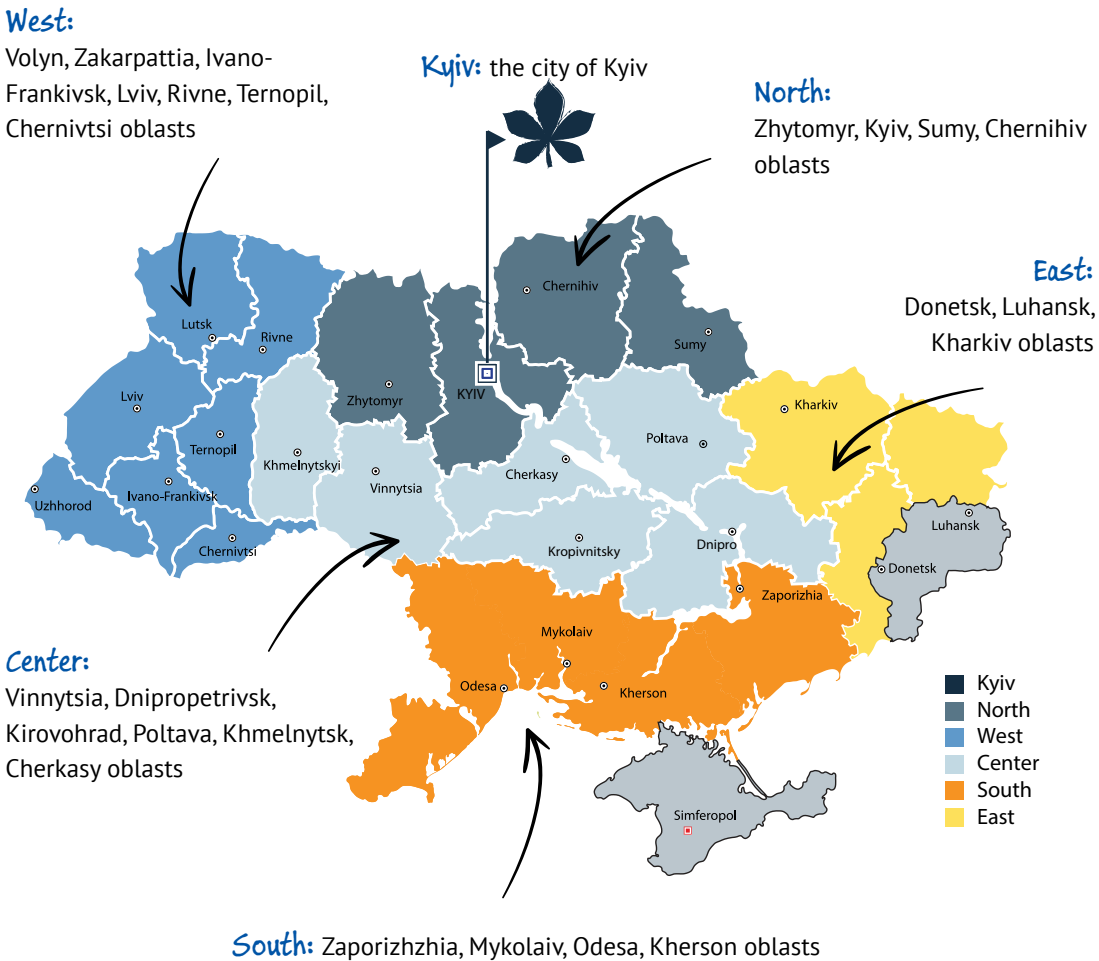 West:
Volyn, Zakarpattia, Ivano-
Frankivsk, Lviv, Rivne, Ternopil,
Chernivtsi oblasts
Kyiv: the city of Kyiv
North:
Zhytomyr, Kyiv, Sumy, Chernihiv
oblasts
East:
Donetsk, Luhansk,
Kharkiv oblasts
Chernihiv
Lutsk
Rivne
Sumy
Lviv
Zhytomyr
KYIV
Kharkiv
Ternopil
Khmelnytskyi
Poltava
Vinnytsia
Cherkasy
Uzhhorod
Ivano-Frankivsk
Luhansk
Chernivtsi
Kropivnitsky
Dnipro
Donetsk
Zaporizhia
Mykolaiv
Odesa
Kherson
Simferopol
Center:
Vinnytsia, Dnipropetrivsk,
Kirovohrad, Poltava, Khmelnytsk,
Cherkasy oblasts
Kyiv
North
West
Center
South
East
South: Zaporizhzhia, Mykolaiv, Odesa, Kherson oblasts